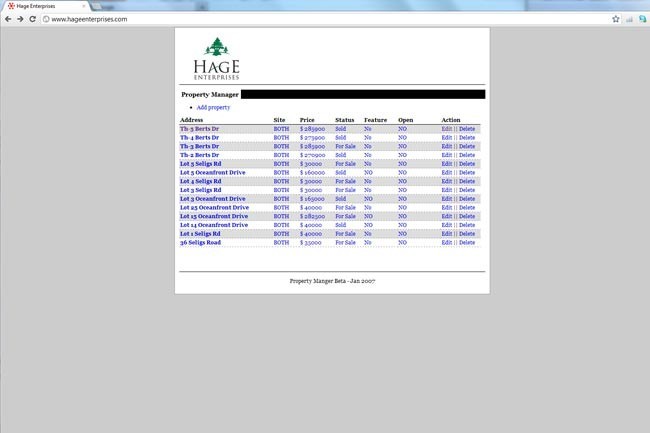 Hage Enterprises
www.hageenterprises.com
HAGE
ENTERPRISES
Property Manager
Add property
Address Site Price Status Feature Open Action
Th-5 Berts Dr BOTH $ 285900 Sold No NO Edit || Delete
Th-4 Berts Dr BOTH $ 275900 Sold No NO Edit || Delete
Th-3 Berts Dr BOTH $ 285900 For Sale No NO Edit || Delete
Th-2 Berts Dr BOTH $ 270900 Sold No NO Edit || Delete
Lot 5 Seligs Rd BOTH $ 30000 For Sale No NO Edit || Delete
Lot 5 Oceanfront Drive BOTH $ 160000 Sold NO NO Edit || Delete
Lot 4 Seligs Rd BOTH $ 30000 For Sale No NO Edit || Delete
Lot 3 Seligs Rd BOTH $ 30000 For Sale No NO Edit || Delete
Lot 3 Oceanfront Drive BOTH $ 165000 Sold NO NO Edit || Delete
Lot 25 Oceanfront Drive BOTH $ 40000 For Sale No NO Edit || Delete
Lot 15 Oceanfront Drive BOTH $ 282500 For Sale NO NO Edit || Delete
Lot 14 Oceanfront Drive BOTH $ 40000 Sold NO NO Edit || Delete
Lot 1 Seligs Rd BOTH $ 40000 For Sale No NO Edit || Delete
36 Seligs Road BOTH $ 35000 For Sale No NO Edit || Delete
Property Manger Beta - Jan 2007